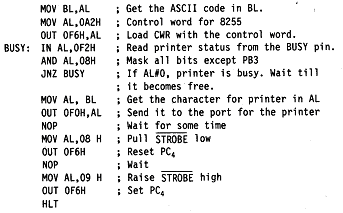 MOV BL,AL ; Get the ASCII code in BL.
MOV AL,0A2H ; Control word for 8255
OUT 0F6H,AL ; Load CWR with the control word.
BUSY: IN AL,0F2H ; Read printer status from the BUSY pin.
AND AL,08H ; Mask all bits except PB3
JNZ BUSY ; If AL#0, printer is busy. Wait till
; it becomes free.
MOV AL, BL ; Get the character for printer in AL
OUT 0F0H,AL ; Send it to the port for the printer
NOP ; Wait for some time
MOV AL,08 H ; Pull STROBE low
OUT 0F6H ; Reset PC4
NOP ; Wait
MOV AL,09 H ; Raise STROBE high
OUT 0F6H ; Set PC4
HLT